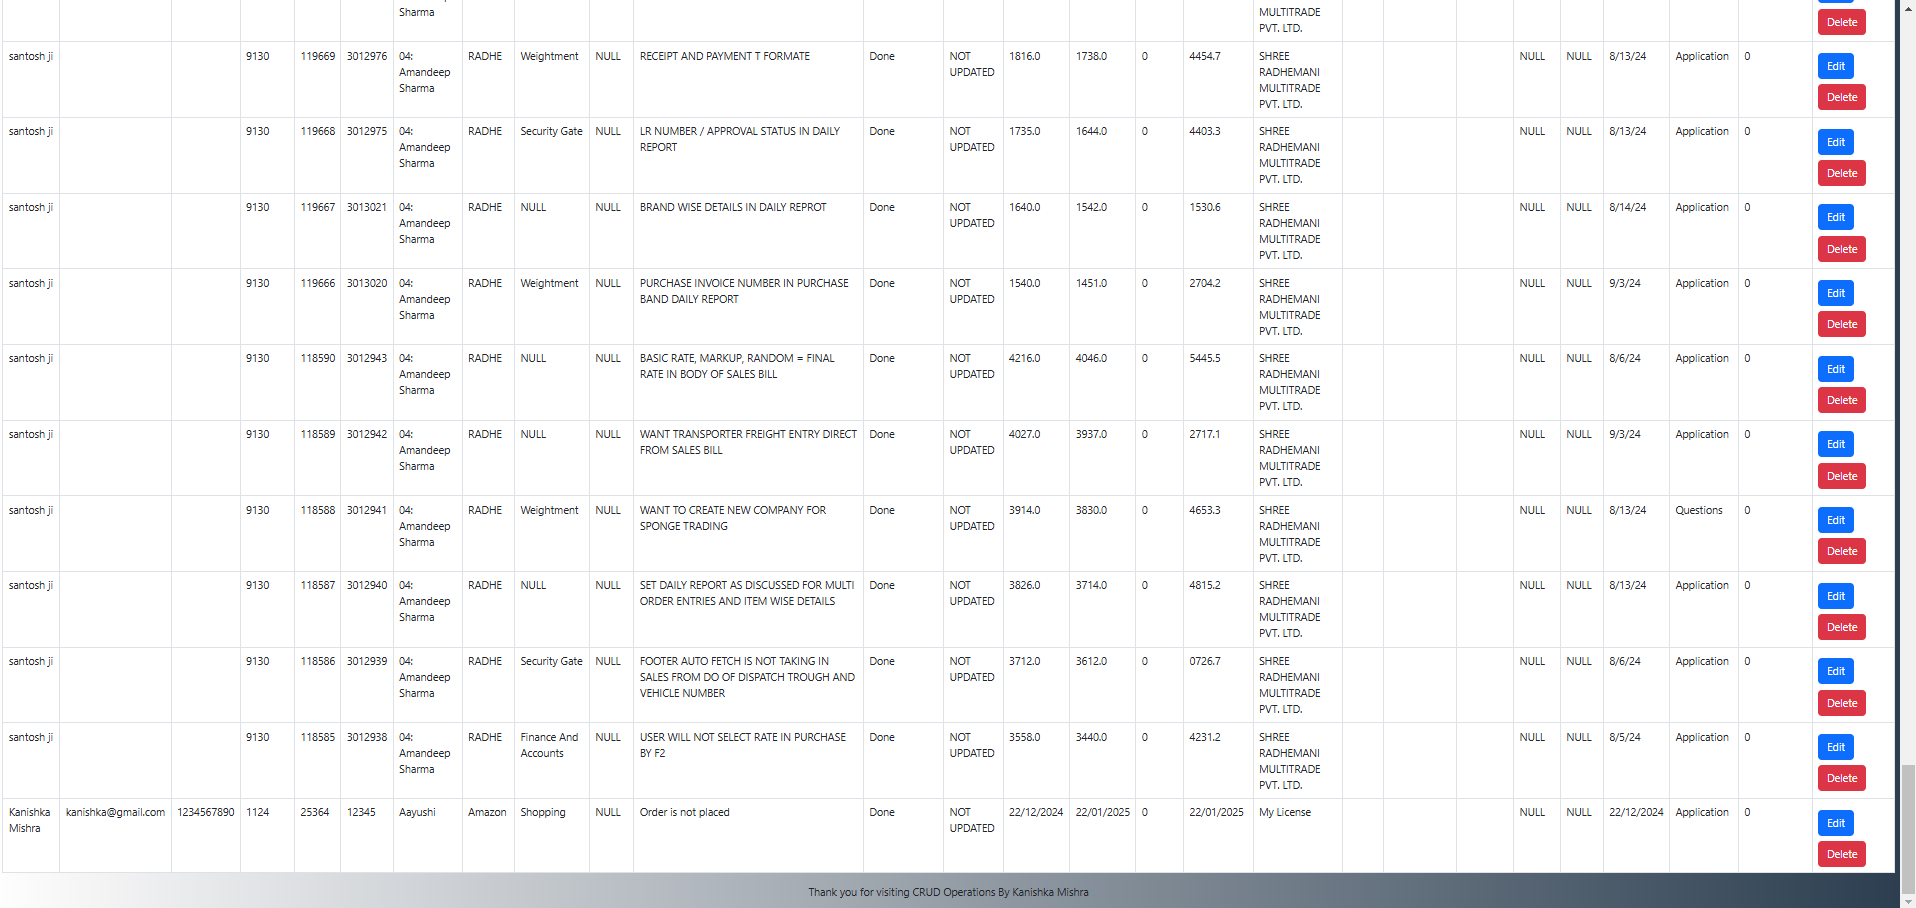 Sharma MULTITRADE
PVT. LTD. Delete
santosh ji 9130 119669 3012976 04: RADHE Weightment NULL RECEIPT AND PAYMENT T FORMATE Done NOT 1816.0 1738.0 0 4454.7 SHREE NULL NULL 8/13/24 Application 0
Amandeep UPDATED RADHEMANI Edit
Sharma MULTITRADE
PVT. LTD. Delete
santosh ji 9130 119668 3012975 04: RADHE Security Gate NULL LR NUMBER / APPROVAL STATUS IN DAILY Done NOT 1735.0 1644.0 0 4403.3 SHREE NULL NULL 8/13/24 Application 0
Amandeep REPORT UPDATED RADHEMANI Edit
Sharma MULTITRADE
PVT. LTD. Delete
santosh ji 9130 119667 3013021 04: RADHE NULL NULL BRAND WISE DETAILS IN DAILY REPROT Done NOT 1640.0 1542.0 0 1530.6 SHREE NULL NULL 8/14/24 Application 0
Amandeep UPDATED RADHEMANI Edit
Sharma MULTITRADE
PVT. LTD. Delete
santosh ji 9130 119666 3013020 04: RADHE Weightment NULL PURCHASE INVOICE NUMBER IN PURCHASE Done NOT 1540.0 1451.0 0 2704.2 SHREE NULL NULL 9/3/24 Application 0
Amandeep BAND DAILY REPORT UPDATED RADHEMANI Edit
Sharma MULTITRADE
PVT. LTD. Delete
santosh ji 9130 118590 3012943 04: RADHE NULL NULL BASIC RATE, MARKUP, RANDOM = FINAL Done NOT 4216.0 4046.0 0 5445.5 SHREE NULL NULL 8/6/24 Application 0
Amandeep RATE IN BODY OF SALES BILL UPDATED RADHEMANI Edit
Sharma MULTITRADE
PVT. LTD. Delete
santosh ji 9130 118589 3012942 04: RADHE NULL NULL WANT TRANSPORTER FREIGHT ENTRY DIRECT Done NOT 4027.0 3937.0 0 2717.1 SHREE NULL NULL 9/3/24 Application 0
Amandeep FROM SALES BILL UPDATED RADHEMANI Edit
Sharma MULTITRADE
PVT. LTD. Delete
santosh ji 9130 118588 3012941 04: RADHE Weightment NULL WANT TO CREATE NEW COMPANY FOR Done NOT 3914.0 3830.0 0 4653.3 SHREE NULL NULL 8/13/24 Questions 0
Amandeep SPONGE TRADING UPDATED RADHEMANI Edit
Sharma MULTITRADE
PVT. LTD. Delete
santosh ji 9130 118587 3012940 04: RADHE NULL NULL SET DAILY REPORT AS DISCUSSED FOR MULTI Done NOT 3826.0 3714.0 0 4815.2 SHREE NULL NULL 8/13/24 Application 0
Amandeep ORDER ENTRIES AND ITEM WISE DETAILS UPDATED RADHEMANI Edit
Sharma MULTITRADE
PVT. LTD. Delete
santosh ji 9130 118586 3012939 04: RADHE Security Gate NULL FOOTER AUTO FETCH IS NOT TAKING IN Done NOT 3712.0 3612.0 0 0726.7 SHREE NULL NULL 8/6/24 Application 0
Amandeep SALES FROM DO OF DISPATCH TROUGH AND UPDATED RADHEMANI Edit
Sharma VEHICLE NUMBER MULTITRADE
PVT. LTD. Delete
santosh ji 9130 118585 3012938 04: RADHE Finance And NULL USER WILL NOT SELECT RATE IN PURCHASE Done NOT 3558.0 3440.0 0 4231.2 SHREE NULL NULL 8/5/24 Application 0
Amandeep Accounts BY F2 UPDATED RADHEMANI Edit
Sharma MULTITRADE
PVT. LTD. Delete
Kanishka kanishka@gmail.com 1234567890 1124 25364 12345 Aayushi Amazon Shopping NULL Order is not placed Done NOT 22/12/2024 22/01/2025 0 22/01/2025 My License NULL NULL 22/12/2024 Application 0
Mishra UPDATED Edit
Delete
Thank you for visiting CRUD Operations By Kanishka Mishra